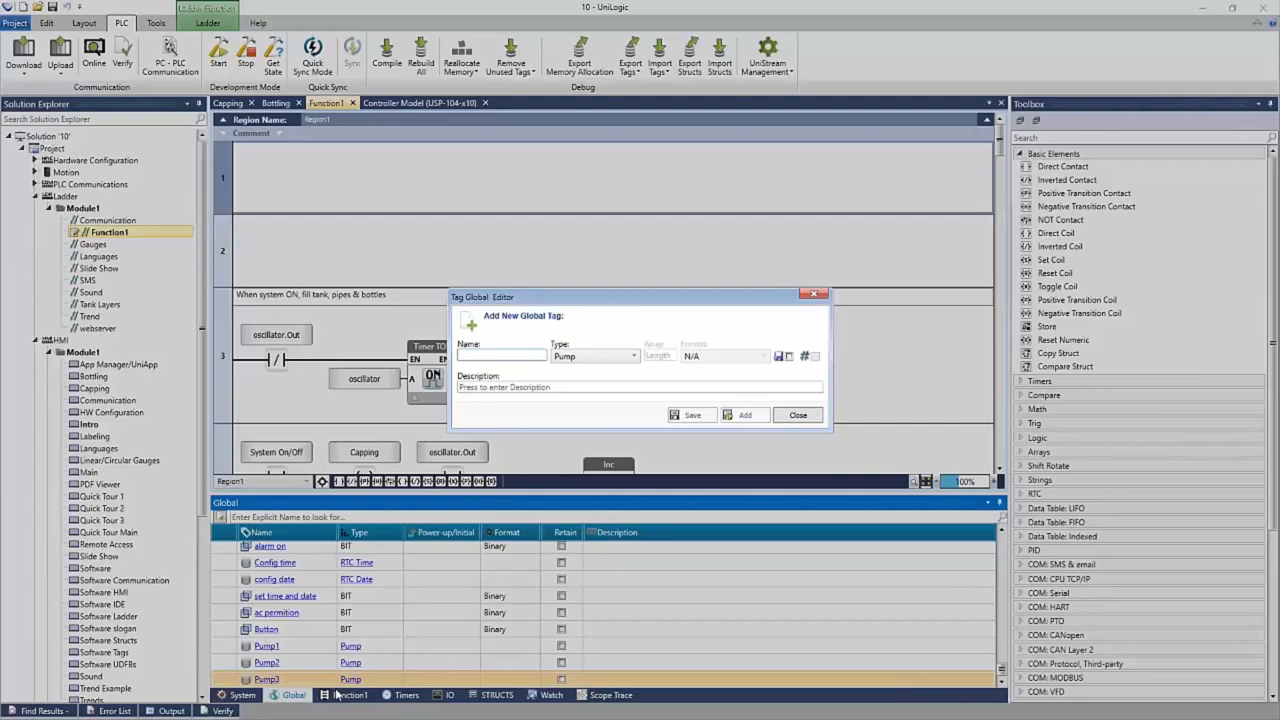 Ladder Function
10 - UniLogic
Project Edit Layout PLC Tools Ladder Help
Download Upload Online Verify PC - PLC Communication Start Stop Get State Quick Sync Mode Sync Compile Rebuild All Reallocate Memory Remove Unused Tags Export Memory Allocation Export Tags Import Tags Export Structs Import Structs UniStream Management
Communication Development Mode Quick Sync Debug
Solution Explorer
Search Solution Explorer
Solution '10'
Project
Hardware Configuration
Motion
PLC Communications
Ladder
Module1
Communication
Function1
Gauges
Languages
Slide Show
SMS
Sound
Tank Layers
Trend
webserver
HMI
Module1
App Manager/UniApp
Bottling
Capping
Communication
HW Configuration
Intro
Labeling
Languages
Linear/Circular Gauges
Main
PDF Viewer
Quick Tour 1
Quick Tour 2
Quick Tour 3
Quick Tour Main
Remote Access
Slide Show
Software
Software Communication
Software HMI
Software IDE
Software Ladder
Software slogan
Software Structs
Software Tags
Software UDFBs
Sound
Trend Example
Trends
Capping Bottling Function1 Controller Model (USP-104-x10)
Region Name: Region1
Comment
1
2
When system ON, fill tank, pipes & bottles
3
oscillator.Out
Timer TO
EN
oscillator
A
ON
System On/Off Capping oscillator.Out
Inc
Tag Global Editor
Add New Global Tag:
Name: Type: Array: Format:
Pump Length N/A #
Description:
Press to enter Description
Save Add Close
Region1 100%
Global
Enter Explicit Name to look for...
Name Type Power-up/Initial Format Retain Description
alarm on BIT Binary
Config time RTC Time
config date RTC Date
set time and date BIT Binary
ac permition BIT Binary
Button BIT Binary
Pump1 Pump
Pump2 Pump
Pump3 Pump
System Global Function1 Timers IO STRUCTS Watch Scope Trace
Find Results Error List Output Verify
Toolbox
Search
Basic Elements
Direct Contact
Inverted Contact
Positive Transition Contact
Negative Transition Contact
NOT Contact
Direct Coil
Inverted Coil
Set Coil
Reset Coil
Toggle Coil
Positive Transition Coil
Negative Transition Coil
Store
Reset Numeric
Copy Struct
Compare Struct
Timers
Compare
Math
Trig
Logic
Arrays
Shift Rotate
Strings
RTC
Data Table: LIFO
Data Table: FIFO
Data Table: Indexed
PID
COM: SMS & email
COM: CPU TCP/IP
COM: Serial
COM: HART
COM: PTO
COM: CANopen
COM: CAN Layer 2
COM: Protocol, Third-party
COM: MODBUS
COM: VFD